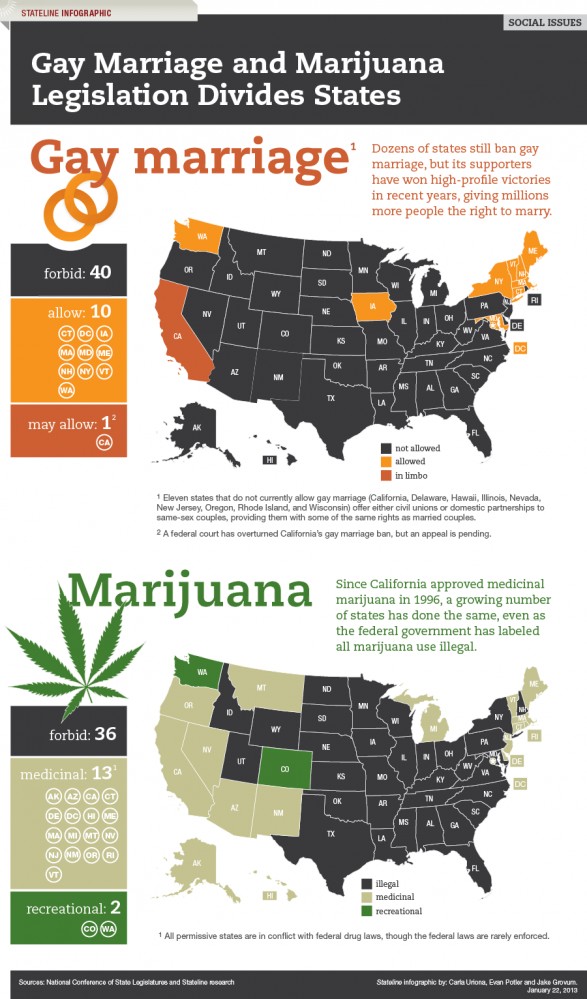 STATELINE INFOGRAPHIC
SOCIAL ISSUES
Gay Marriage and Marijuana
Legislation Divides States
Gay marriage¹
Dozens of states still ban gay
marriage, but its supporters
have won high-profile victories
in recent years, giving millions
more people the right to marry.
forbid: 40
allow: 10
CT DC IA
MA MD ME
NH NY VT
WA
may allow: 1²
CA
WA
OR
CA
NV
ID
MT
WY
UT
AZ
CO
NM
ND
SD
NE
KS
OK
TX
MN
IA
MO
AR
LA
WI
IL
MI
IN
OH
KY
TN
MS
AL
GA
FL
SC
NC
VA
WV
PA
NY
VT
ME
RI
DE
DC
AK
HI
not allowed
allowed
in limbo
¹ Eleven states that do not currently allow gay marriage (California, Delaware, Hawaii, Illinois, Nevada,
New Jersey, Oregon, Rhode Island, and Wisconsin) offer either civil unions or domestic partnerships to
same-sex couples, providing them with some of the same rights as married couples.
² A federal court has overturned California's gay marriage ban, but an appeal is pending.
Marijuana
Since California approved medicinal
marijuana in 1996, a growing number
of states has done the same, even as
the federal government has labeled
all marijuana use illegal.
forbid: 36
medicinal: 13¹
AK AZ CA CT
DE DC HI ME
MA MI MT NV
NJ NM OR RI
VT
recreational: 2
CO WA
WA
OR
CA
NV
ID
MT
WY
UT
AZ
CO
NM
ND
SD
NE
KS
OK
TX
MN
IA
MO
AR
LA
WI
IL
MI
IN
OH
KY
TN
MS
AL
GA
FL
SC
NC
VA
WV
PA
NY
VT
NH
ME
RI
DE
DC
AK
HI
illegal
medicinal
recreational
¹ All permissive states are in conflict with federal drug laws, though the federal laws are rarely enforced.
Sources: National Conference of State Legislatures and Stateline research
Stateline infographic by: Carla Uriona, Evan Potler and Jake Grovum,
January 22, 2013